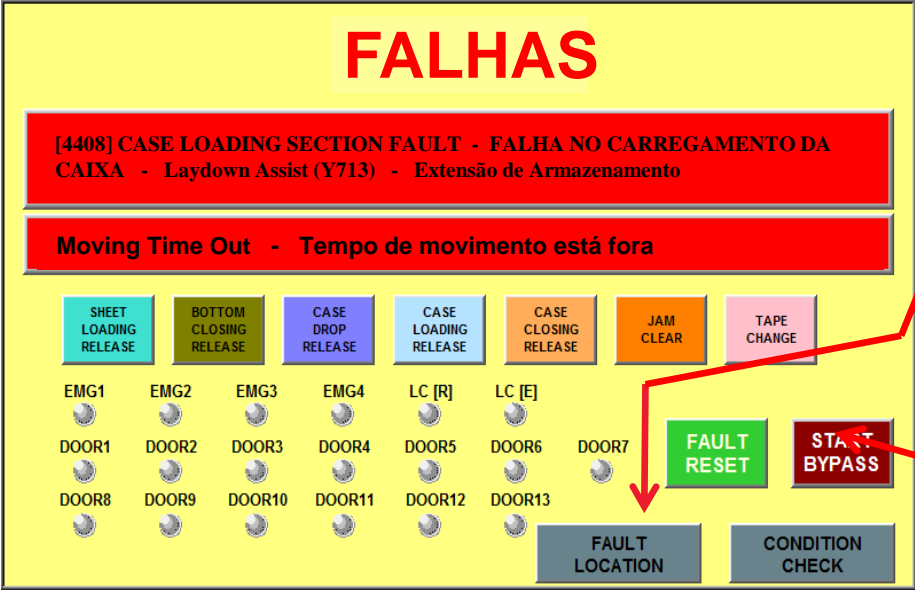 FALHAS
[4408] CASE LOADING SECTION FAULT - FALHA NO CARREGAMENTO DA
CAIXA - Laydown Assist (Y713) - Extensão de Armazenamento
Moving Time Out - Tempo de movimento está fora
SHEET
LOADING
RELEASE
BOTTOM
CLOSING
RELEASE
CASE
DROP
RELEASE
CASE
LOADING
RELEASE
CASE
CLOSING
RELEASE
JAM
CLEAR
TAPE
CHANGE
EMG1 EMG2 EMG3 EMG4 LC [R] LC [E]
DOOR1 DOOR2 DOOR3 DOOR4 DOOR5 DOOR6 DOOR7
FAULT
RESET
START
BYPASS
DOOR8 DOOR9 DOOR10 DOOR11 DOOR12 DOOR13
FAULT
LOCATION
CONDITION
CHECK